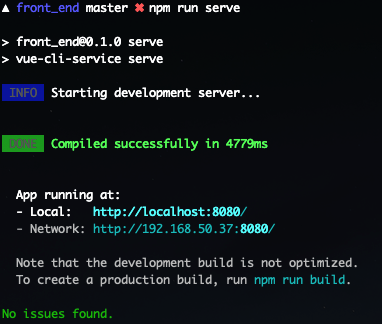 ▲ front_end master ✖ npm run serve
> front_end@0.1.0 serve
> vue-cli-service serve
INFO Starting development server...
DONE Compiled successfully in 4779ms
App running at:
- Local: http://localhost:8080/
- Network: http://192.168.50.37:8080/
Note that the development build is not optimized.
To create a production build, run npm run build.
No issues found.